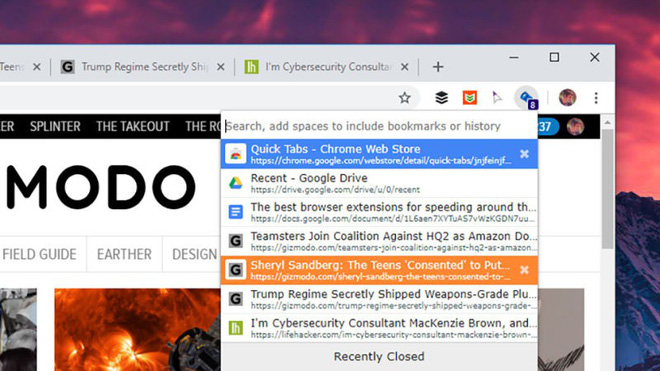 Teens
Trump Regime Secretly Ship
I'm Cybersecurity Consultan
8
ER SPLINTER THE TAKEOUT THE RO
37
MODO
FIELD GUIDE EARTHER DESIGN
Search, add spaces to include bookmarks or history
Quick Tabs - Chrome Web Store
https://chrome.google.com/webstore/detail/quick-tabs/jnjfeinjf...
Recent - Google Drive
https://drive.google.com/drive/u/0/recent
The best browser extensions for speeding around th...
https://docs.google.com/document/d/1L6aen7XYTuAS7vWzKGDN7uu...
Teamsters Join Coalition Against HQ2 as Amazon Do...
https://gizmodo.com/teamsters-join-coalition-against-hq2-as-amazon...
Sheryl Sandberg: The Teens 'Consented' to Put...
https://gizmodo.com/sheryl-sandberg-the-teens-consented-to-...
Trump Regime Secretly Shipped Weapons-Grade Plu...
https://gizmodo.com/trump-regime-secretly-shipped-weapons-grade-...
I'm Cybersecurity Consultant MacKenzie Brown, and...
https://lifehacker.com/im-cybersecurity-consultant-mackenzie-brown-...
Recently Closed